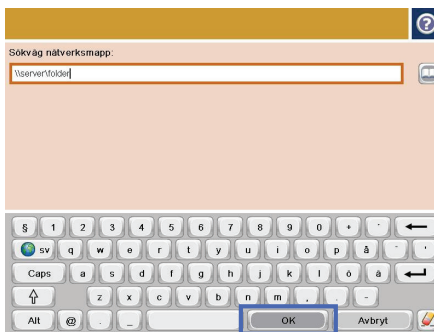 ?
Sökväg nätverksmapp:
\\server\folder
§ 1 2 3 4 5 6 7 8 9 0 +
sv q w e r t y u i o p å ¨ '
Caps a s d f g h j k l ö ä
z x c v b n m , . -
Alt @ . _ OK Avbryt